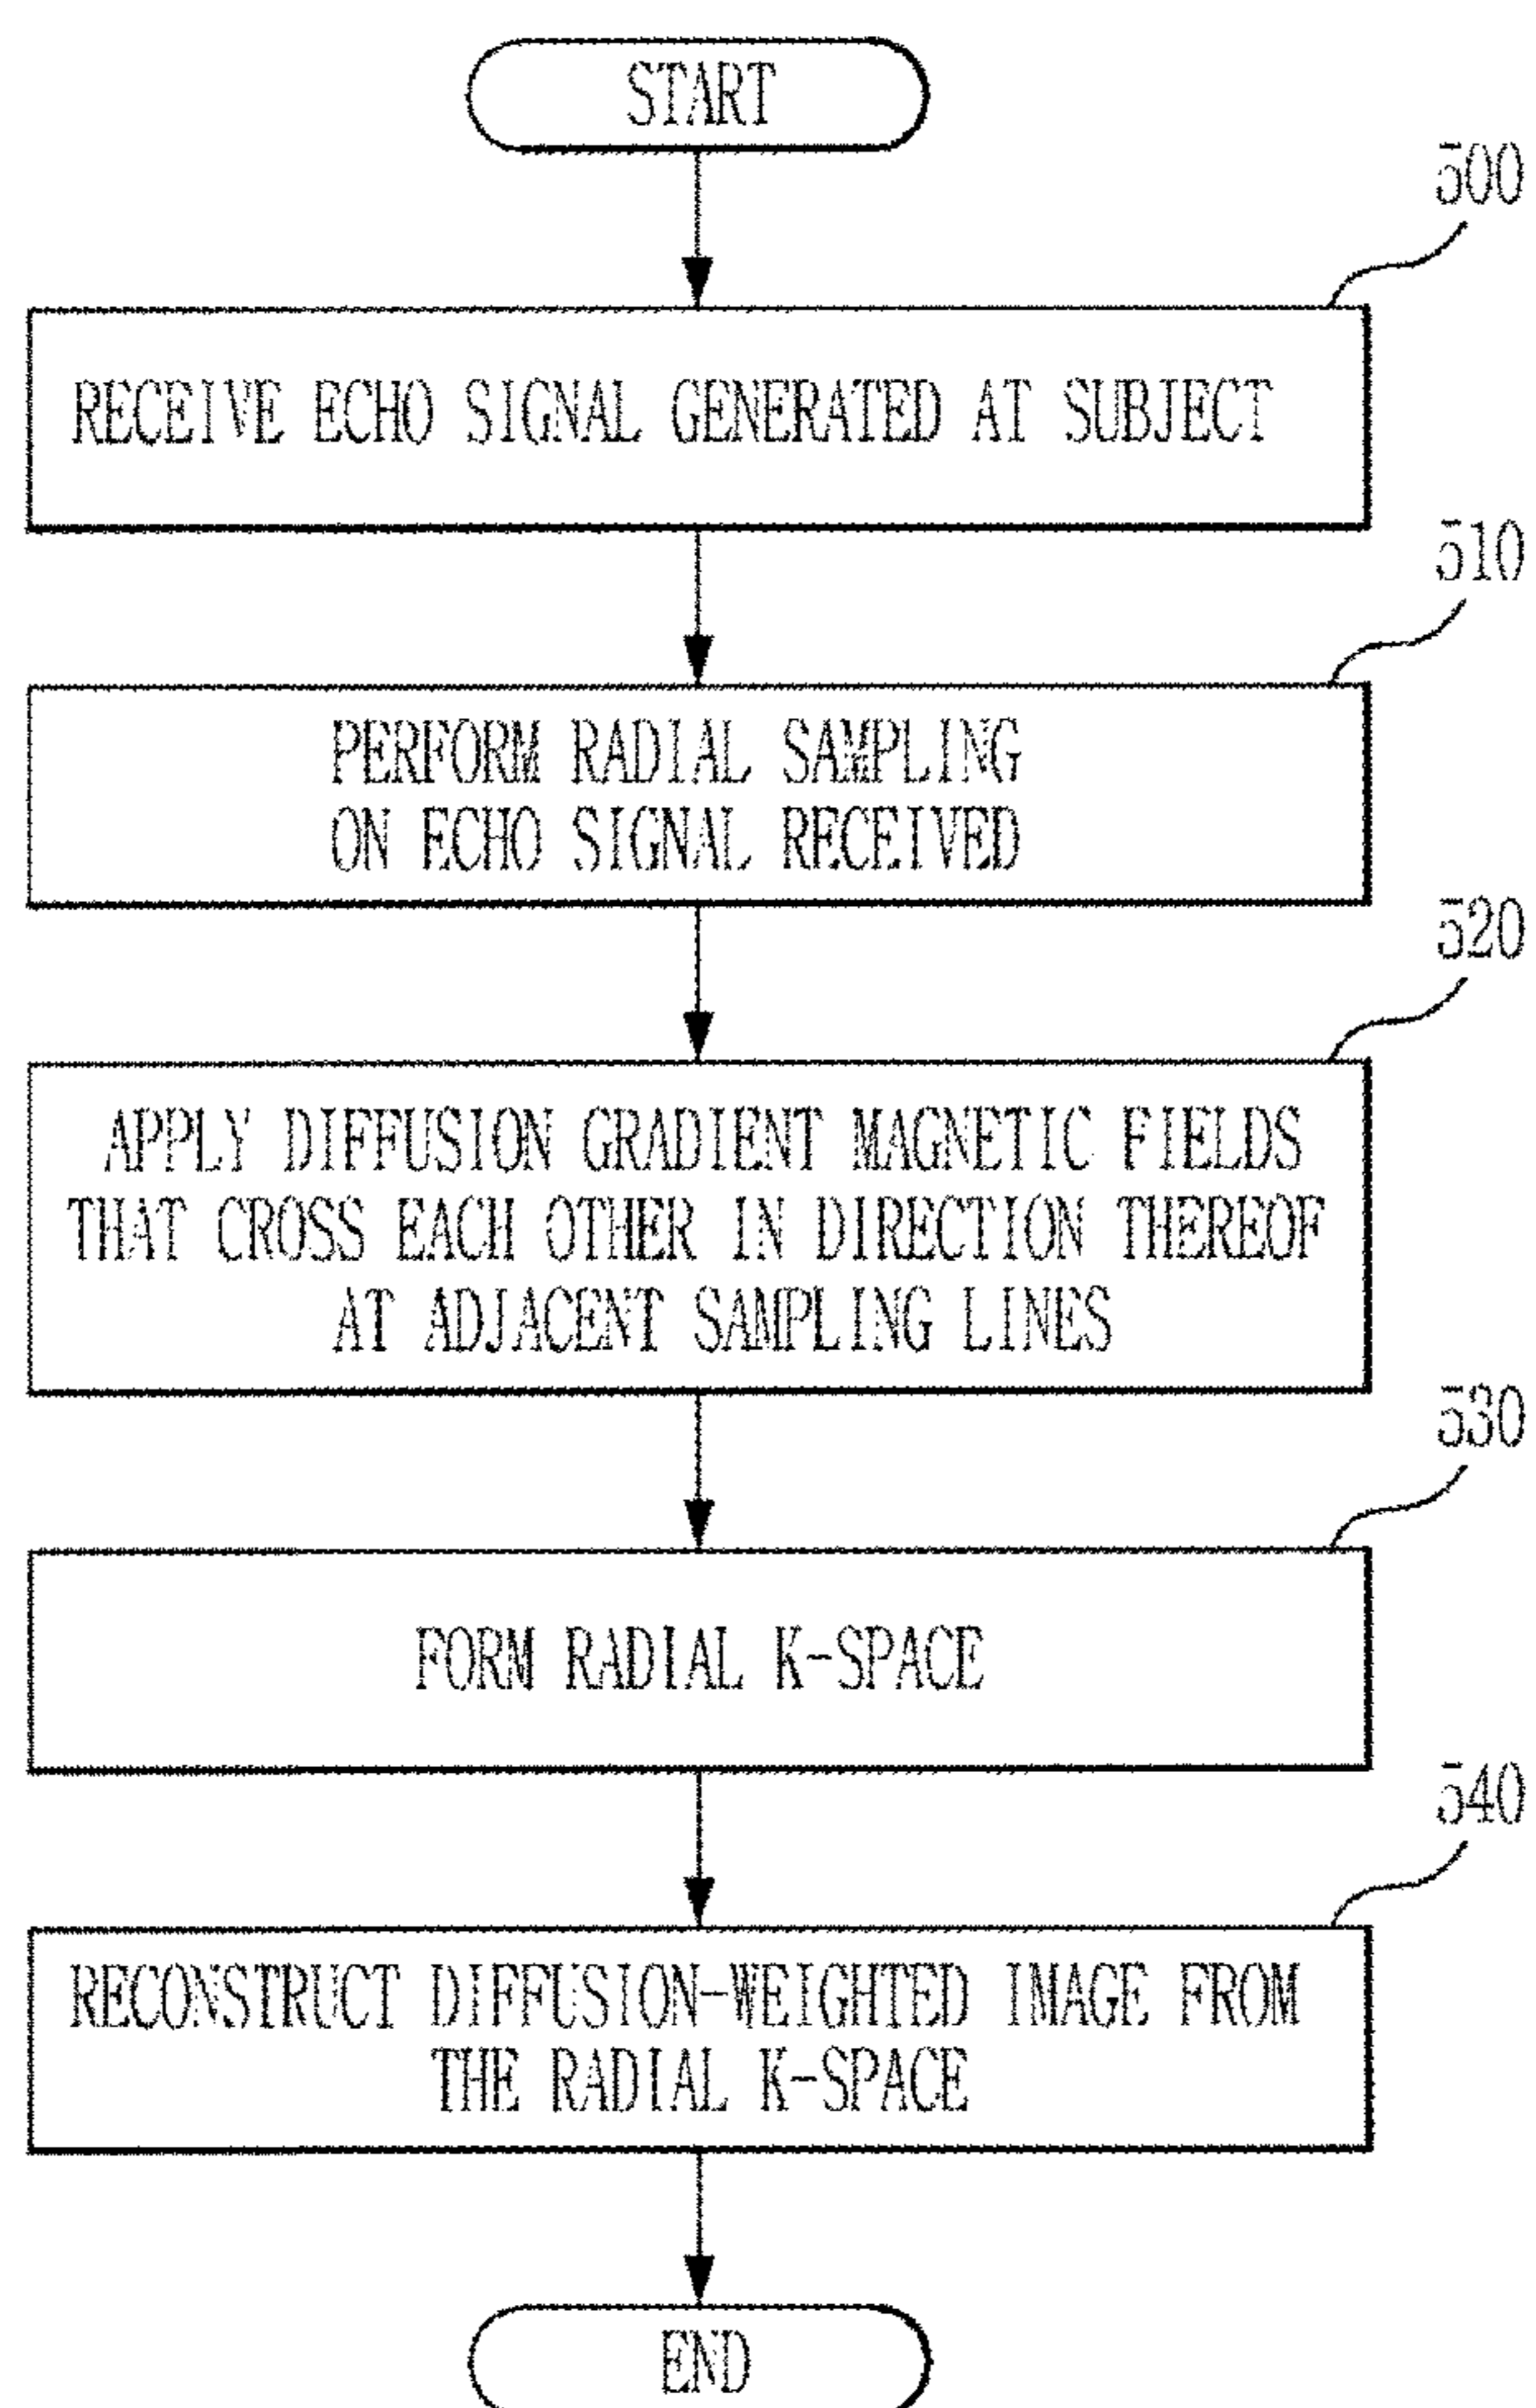 START
500
RECEIVE ECHO SIGNAL GENERATED AT SUBJECT
510
PERFORM RADIAL SAMPLING
ON ECHO SIGNAL RECEIVED
520
APPLY DIFFUSION GRADIENT MAGNETIC FIELDS
THAT CROSS EACH OTHER IN DIRECTION THEREOF
AT ADJACENT SAMPLING LINES
530
FORM RADIAL K-SPACE
540
RECONSTRUCT DIFFUSION-WEIGHTED IMAGE FROM
THE RADIAL K-SPACE
END